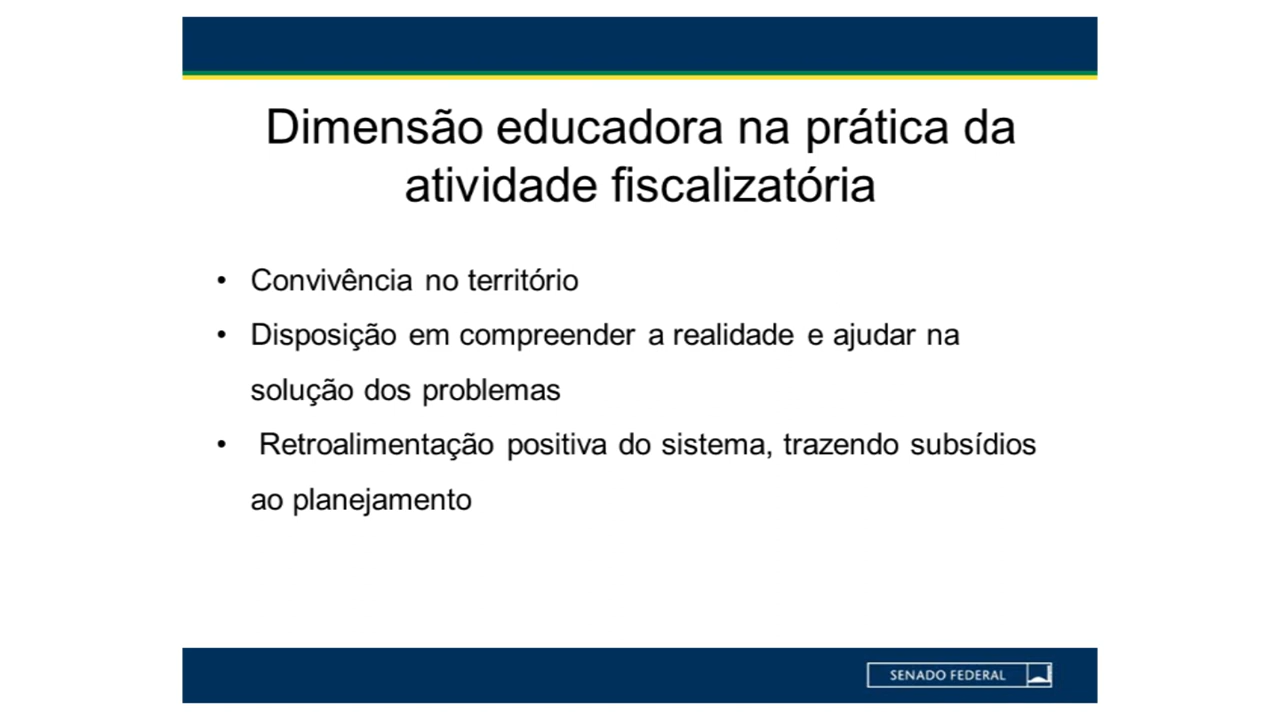 Dimensão educadora na prática da
atividade fiscalizatória
• Convivência no território
• Disposição em compreender a realidade e ajudar na
solução dos problemas
• Retroalimentação positiva do sistema, trazendo subsídios
ao planejamento
SENADO FEDERAL